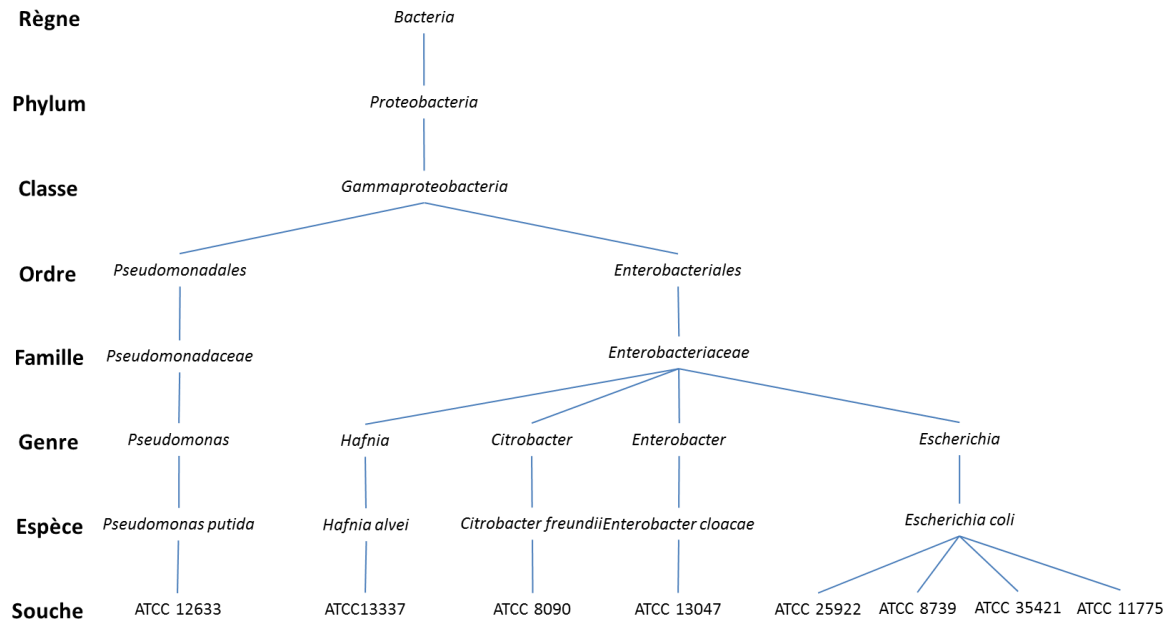 Règne Bacteria
Phylum Proteobacteria
Classe Gammaproteobacteria
Ordre Pseudomonadales Enterobacteriales
Famille Pseudomonadaceae Enterobacteriaceae
Genre Pseudomonas Hafnia Citrobacter Enterobacter Escherichia
Espèce Pseudomonas putida Hafnia alvei Citrobacter freundii Enterobacter cloacae Escherichia coli
Souche ATCC 12633 ATCC13337 ATCC 8090 ATCC 13047 ATCC 25922 ATCC 8739 ATCC 35421 ATCC 11775